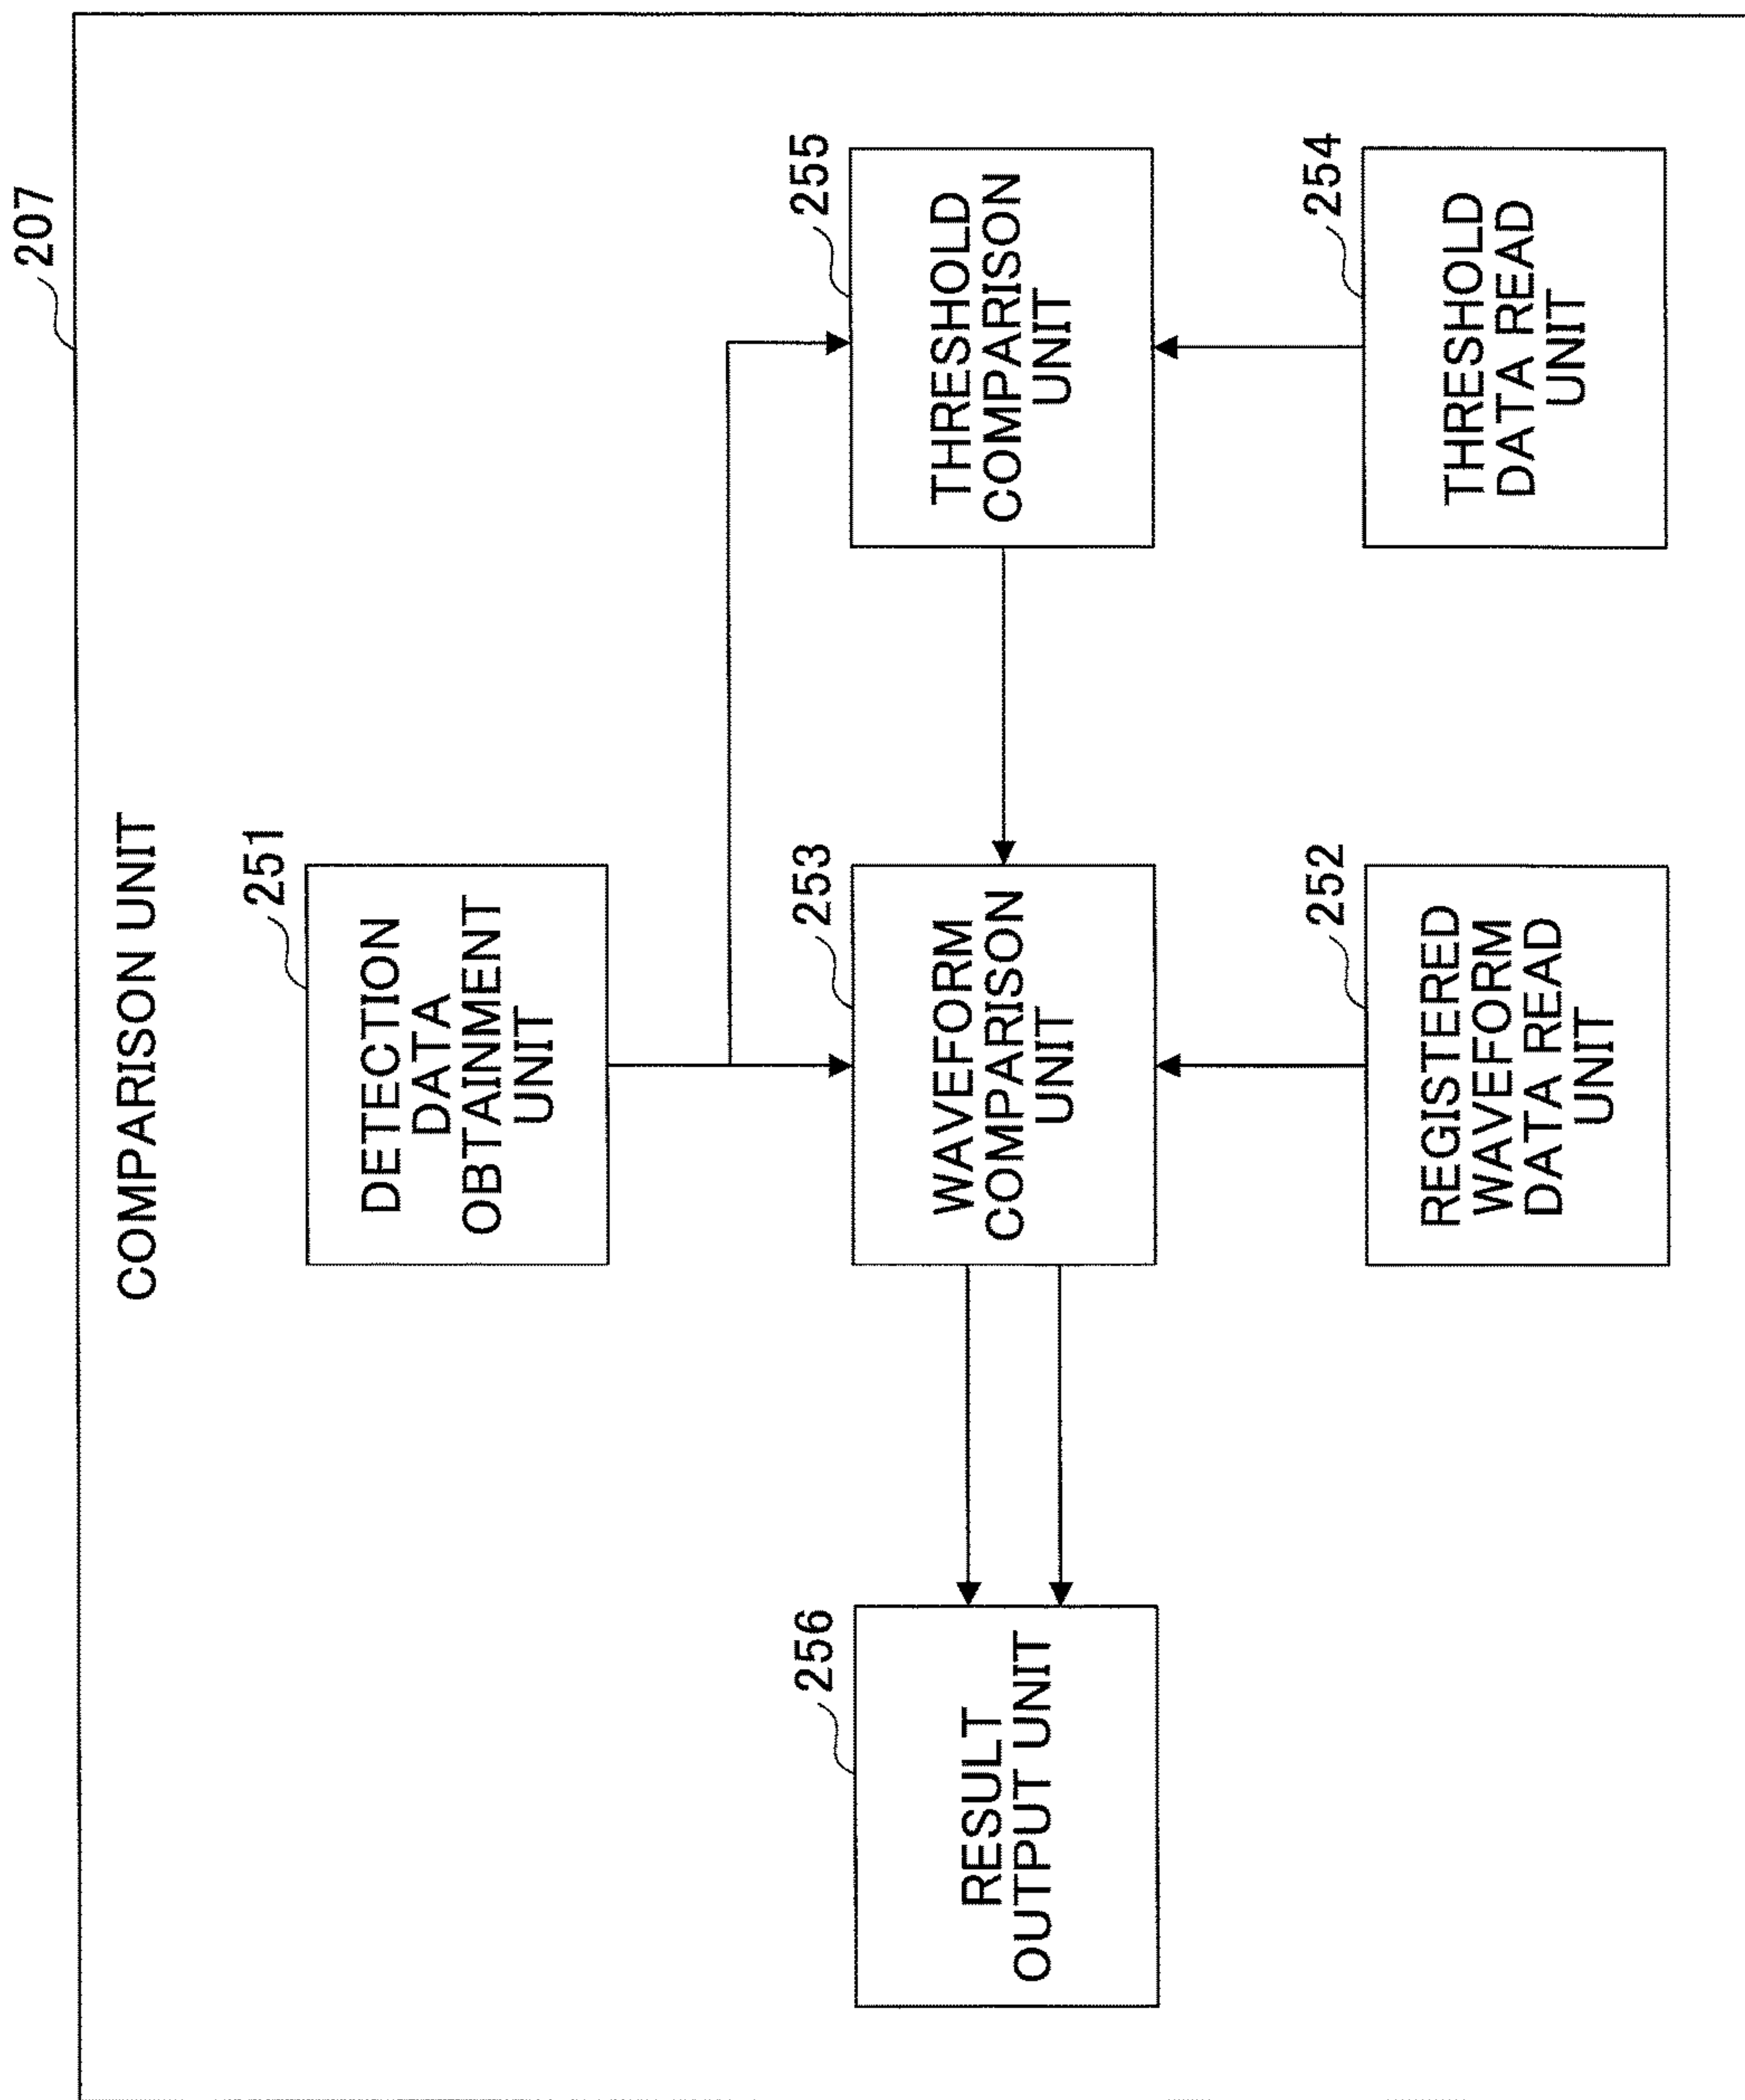 207
COMPARISON UNIT
251
DETECTION
DATA
OBTAINMENT
UNIT
256
RESULT
OUTPUT UNIT
253
WAVEFORM
COMPARISON
UNIT
255
THRESHOLD
COMPARISON
UNIT
252
REGISTERED
WAVEFORM
DATA READ
UNIT
254
THRESHOLD
DATA READ
UNIT